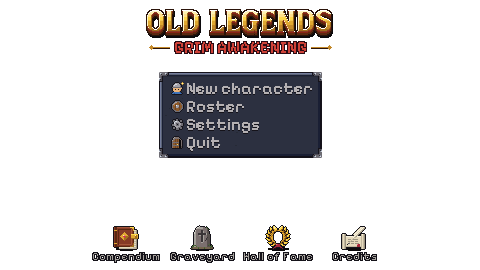 OLD LEGENDS
GRIM AWAKENING
New character
Roster
Settings
Quit
Compendium Graveyard Hall of Fame Credits